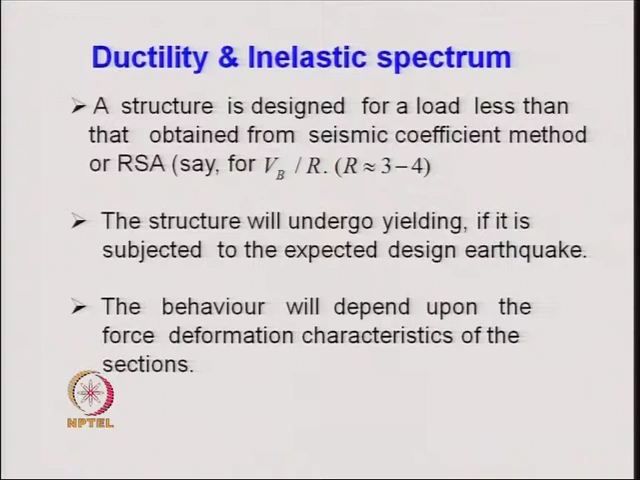 Ductility & Inelastic spectrum
➢ A structure is designed for a load less than
that obtained from seismic coefficient method
or RSA (say, for V_B / R. (R ≈ 3 – 4)
➢ The structure will undergo yielding, if it is
subjected to the expected design earthquake.
➢ The behaviour will depend upon the
force deformation characteristics of the
sections.
NPTEL